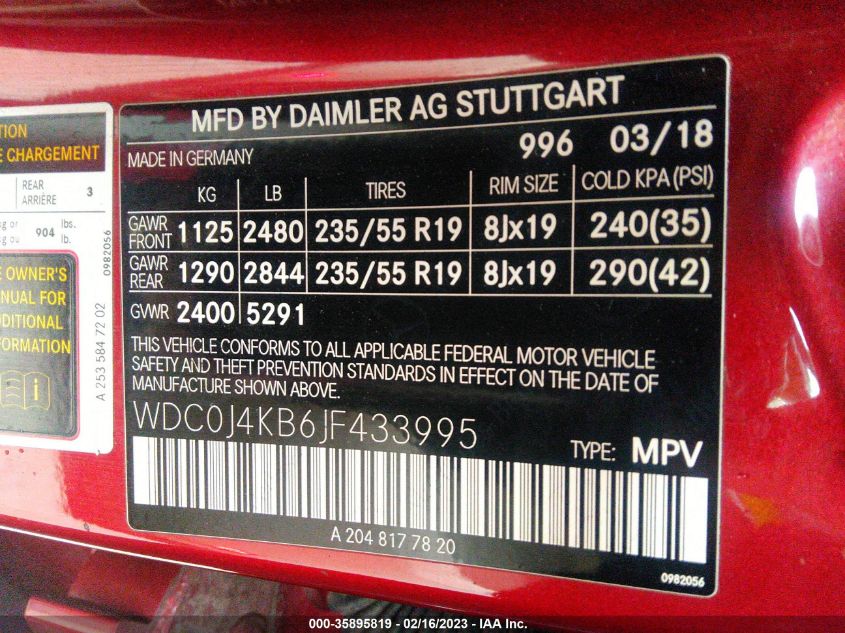 TION
E CHARGEMENT
REAR
ARRIÈRE 3
904 lbs.
lb.
E OWNER'S
NUAL FOR
DDITIONAL
FORMATION
A 253 584 72 02
0982056
MFD BY DAIMLER AG STUTTGART
MADE IN GERMANY 996 03/18
KG LB TIRES RIM SIZE COLD KPA (PSI)
GAWR FRONT 1125 2480 235/55 R19 8Jx19 240(35)
GAWR REAR 1290 2844 235/55 R19 8Jx19 290(42)
GVWR 2400 5291
THIS VEHICLE CONFORMS TO ALL APPLICABLE FEDERAL MOTOR VEHICLE
SAFETY AND THEFT PREVENTION STANDARDS IN EFFECT ON THE DATE OF
MANUFACTURE SHOWN ABOVE.
WDC0J4KB6JF433995
TYPE: MPV
A 204 817 78 20
0982056
000-35895819 - 02/16/2023 - IAA Inc.